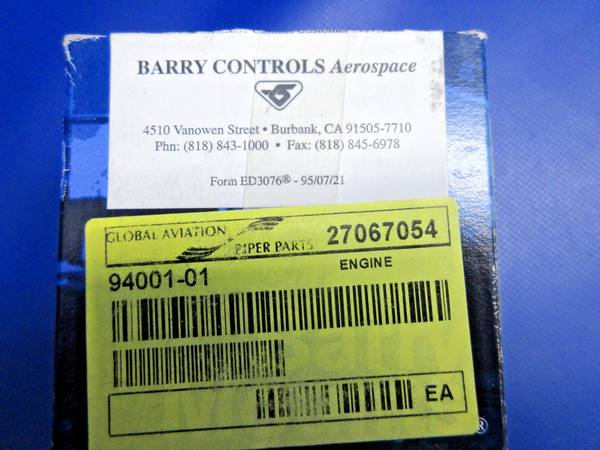 BARRY CONTROLS Aerospace
4510 Vanowen Street • Burbank, CA 91505-7710
Phn: (818) 843-1000 • Fax: (818) 845-6978
Form ED3076® - 95/07/21
GLOBAL AVIATION
PIPER PARTS
27067054
94001-01
ENGINE
EA
®